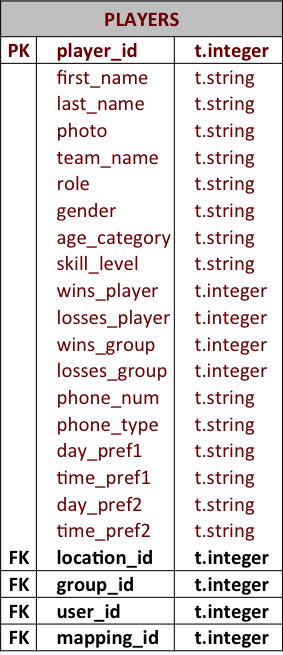 PLAYERS
PK player_id t.integer
first_name t.string
last_name t.string
photo t.string
team_name t.string
role t.string
gender t.string
age_category t.string
skill_level t.string
wins_player t.integer
losses_player t.integer
wins_group t.integer
losses_group t.integer
phone_num t.string
phone_type t.string
day_pref1 t.string
time_pref1 t.string
day_pref2 t.string
time_pref2 t.string
FK location_id t.integer
FK group_id t.integer
FK user_id t.integer
FK mapping_id t.integer